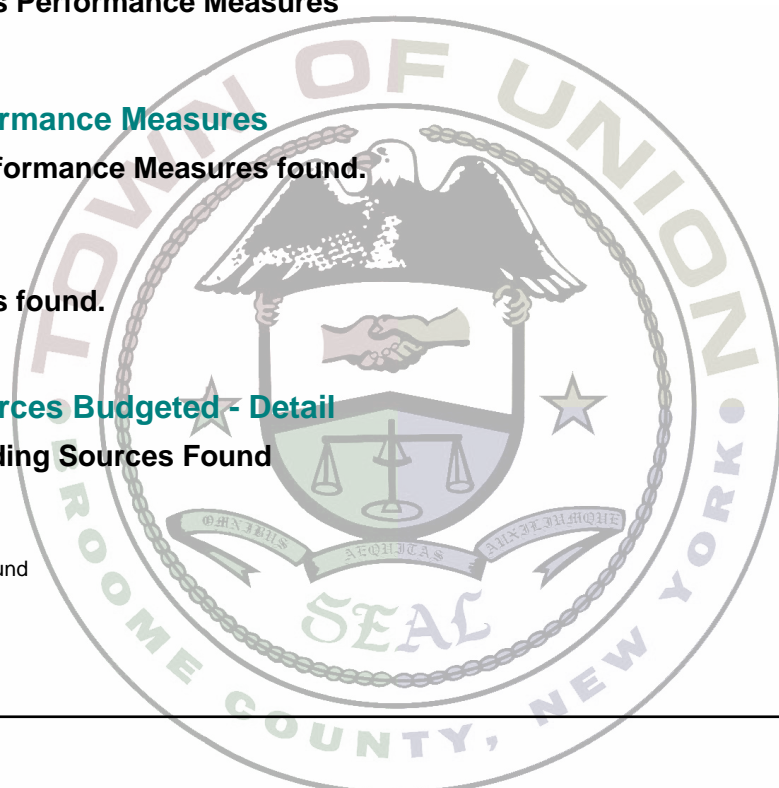 s Performance Measures
rmance Measures
formance Measures found.
s found.
rces Budgeted - Detail
ding Sources Found
und
TOWN OF UNION
BROOME COUNTY, NEW YORK
OMNIBUS
AEQUITAS
AUXILIUMQUE
SEAL